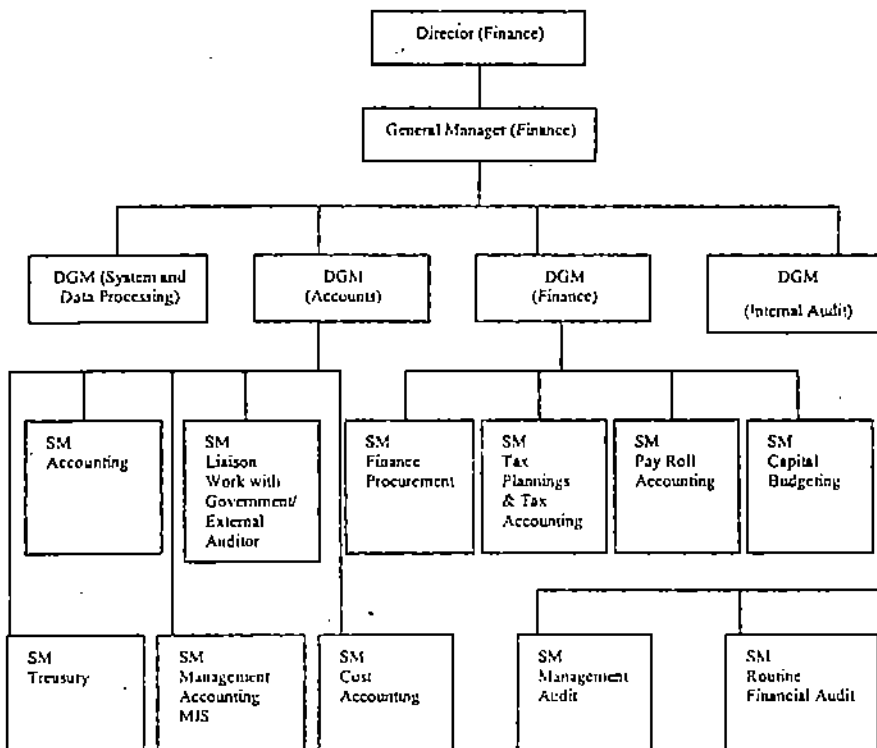 Director (Finance)
General Manager (Finance)
DGM (System and
Data Processing)
DGM
(Accounts)
DGM
(Finance)
DGM
(Internal Audit)
SM
Accounting
SM
Liaison
Work with
Government/
External
Auditor
SM
Finance
Procurement
SM
Tax
Plannings
& Tax
Accounting
SM
Pay Roll
Accounting
SM
Capital
Budgeting
SM
Treasury
SM
Management
Accounting
MIS
SM
Cost
Accounting
SM
Management
Audit
SM
Routine
Financial Audit